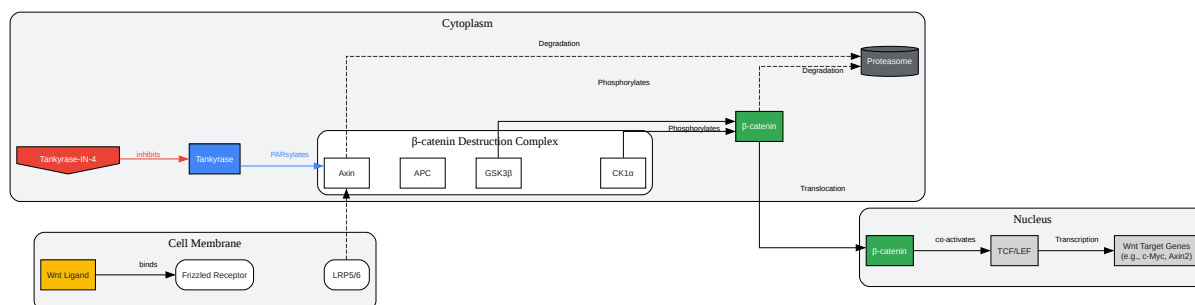 Cytoplasm
Degradation
Proteasome
Degradation
Phosphorylates
β-catenin
Phosphorylates
β-catenin Destruction Complex
Tankyrase-IN-4
inhibits
Tankyrase
PARsylates
Axin
APC
GSK3β
CK1α
Translocation
Cell Membrane
Wnt Ligand
binds
Frizzled Receptor
LRP5/6
Nucleus
β-catenin
co-activates
TCF/LEF
Transcription
Wnt Target Genes
(e.g., c-Myc, Axin2)